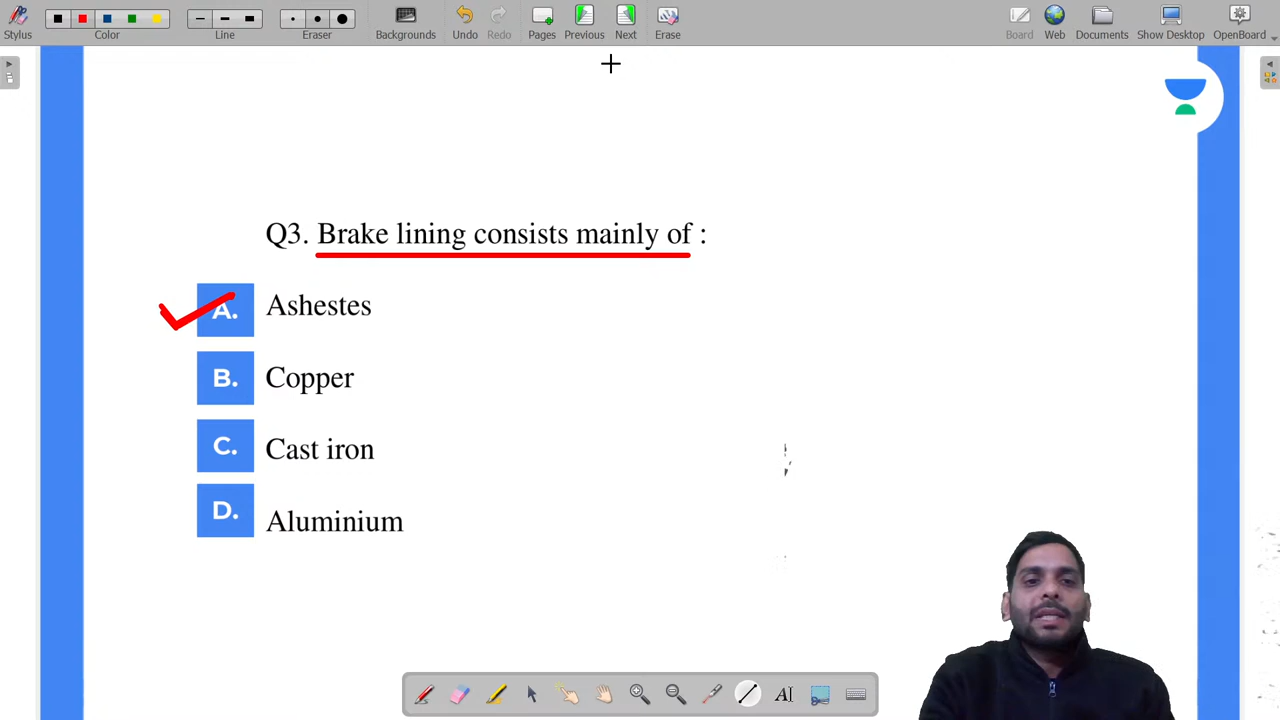 Stylus
Color
Line
Eraser
Backgrounds
Undo
Redo
Pages
Previous
Next
Erase
Board
Web
Documents
Show Desktop
OpenBoard
Q3. Brake lining consists mainly of :
A. Ashestes
B. Copper
C. Cast iron
D. Aluminium
AI